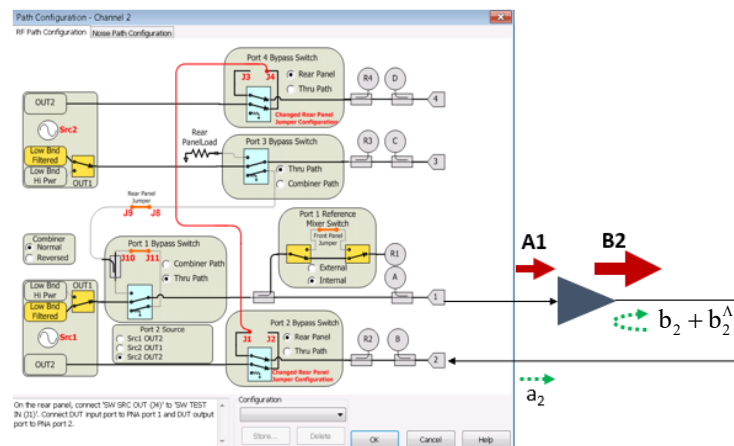 Path Configuration - Channel 2
RF Path Configuration
Noise Path Configuration
Port 4 Bypass Switch
J3
J4
Rear Panel
Thru Path
Changed Rear Panel
Jumper Configuration
R4
D
4
OUT2
Src2
Low Bnd
Filtered
Low Bnd
Hi Pwr
OUT1
Rear
PanelLoad
Port 3 Bypass Switch
Thru Path
Combiner Path
R3
C
3
Rear Panel
Jumper
J9
J8
Port 1 Reference
Mixer Switch
Front Panel
Jumper
External
Internal
R1
Combiner
Normal
Reversed
Port 1 Bypass Switch
J10
J11
Combiner Path
Thru Path
A
1
Low Bnd
Hi Pwr
OUT1
Low Bnd
Filtered
Src1
OUT2
Port 2 Source
Src1 OUT2
Src2 OUT1
Src2 OUT2
Port 2 Bypass Switch
J1
J2
Rear Panel
Thru Path
Changed Rear Panel
Jumper Configuration
R2
B
2
A1
B2
b₂ + b₂^Λ
a₂
On the rear panel, connect 'SW SRC OUT (J4)' to 'SW TEST
IN (J1)'. Connect DUT input port to PNA port 1 and DUT output
port to PNA port 2.
Configuration
Store...
Delete
OK
Cancel
Help